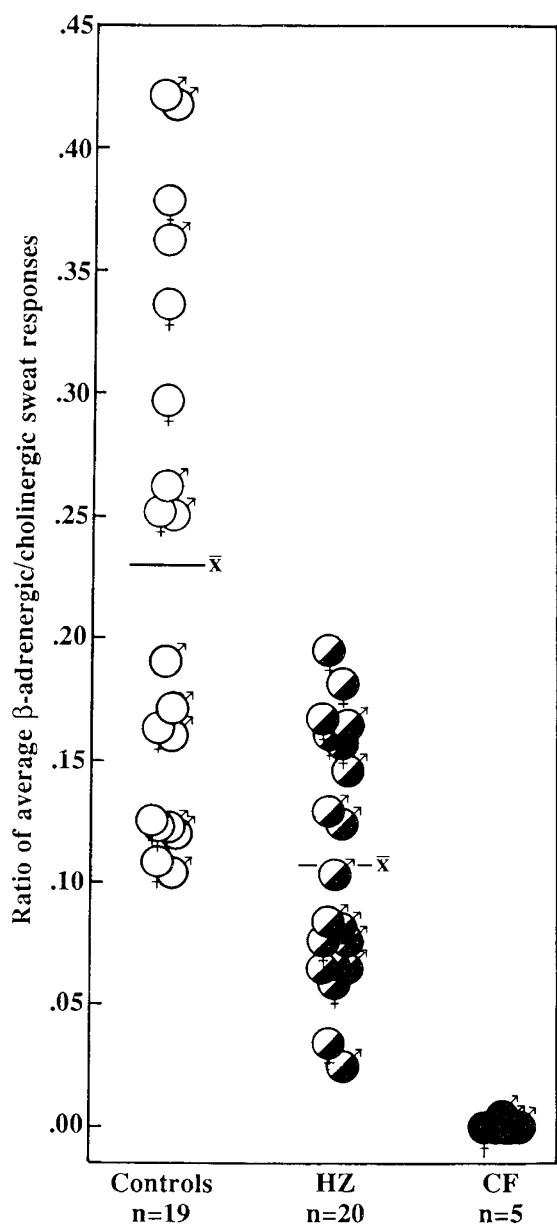 Ratio of average β-adrenergic/cholinergic sweat responses
.45
.40
.35
.30
.25
.20
.15
.10
.05
.00
x̄
x̄
Controls
n=19
HZ
n=20
CF
n=5